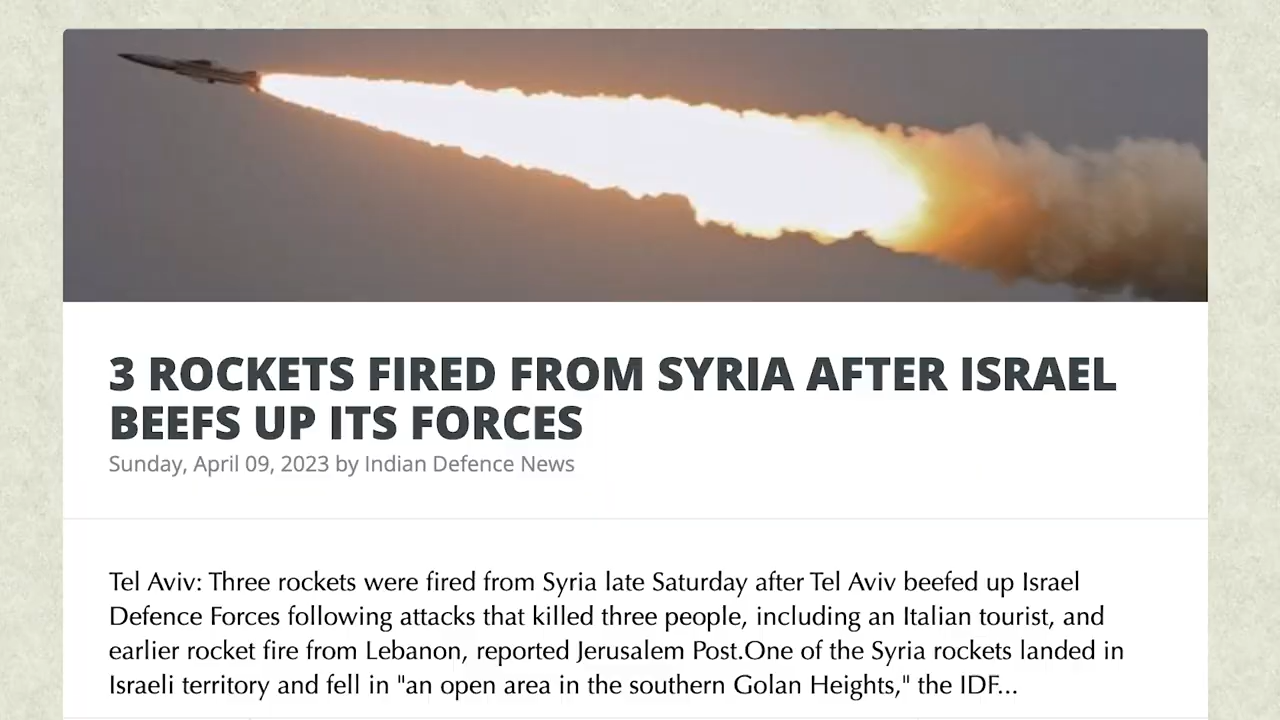 3 ROCKETS FIRED FROM SYRIA AFTER ISRAEL
BEEFS UP ITS FORCES
Sunday, April 09, 2023 by Indian Defence News
Tel Aviv: Three rockets were fired from Syria late Saturday after Tel Aviv beefed up Israel
Defence Forces following attacks that killed three people, including an Italian tourist, and
earlier rocket fire from Lebanon, reported Jerusalem Post.One of the Syria rockets landed in
Israeli territory and fell in "an open area in the southern Golan Heights," the IDF...